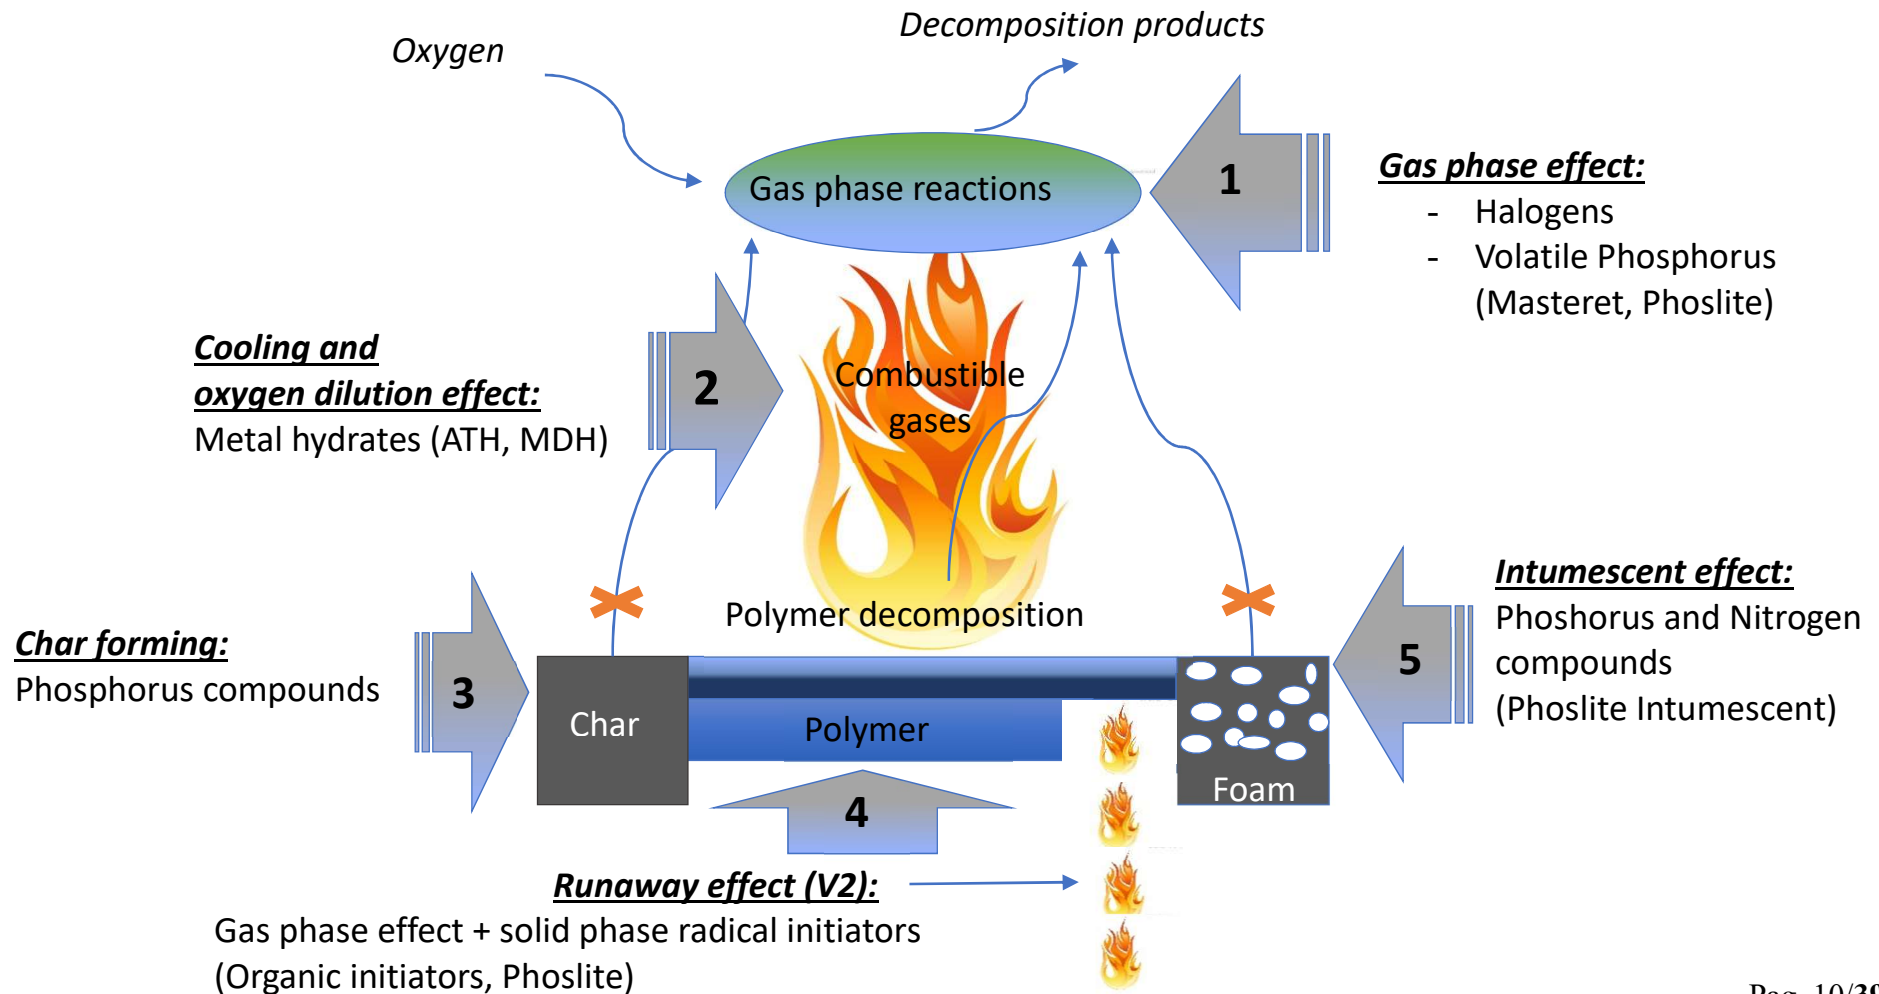 Oxygen
Decomposition products
Gas phase reactions
1
Gas phase effect:
- Halogens
- Volatile Phosphorus
(Masteret, Phoslite)
Cooling and
oxygen dilution effect:
Metal hydrates (ATH, MDH)
2
Combustible
gases
Polymer decomposition
Char forming:
Phosphorus compounds
3
Char
Polymer
Foam
5
Intumescent effect:
Phoshorus and Nitrogen
compounds
(Phoslite Intumescent)
4
Runaway effect (V2):
Gas phase effect + solid phase radical initiators
(Organic initiators, Phoslite)
Pag. 10/39